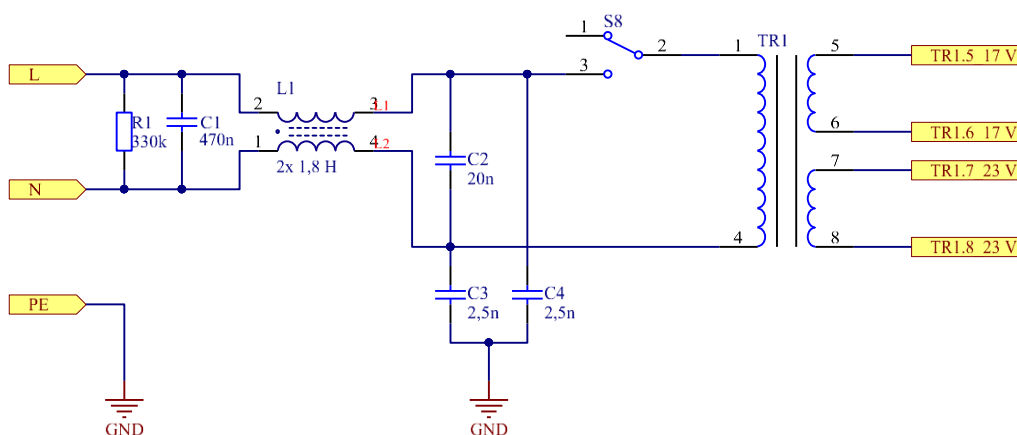 S8
1
2
3
TR1
1
4
5
TR1.5 17 V
6
TR1.6 17 V
7
TR1.7 23 V
8
TR1.8 23 V
L
R1
330k
C1
470n
N
L1
2
3
L1
1
4
L2
2x 1,8 H
C2
20n
C3
2,5n
C4
2,5n
PE
GND
GND